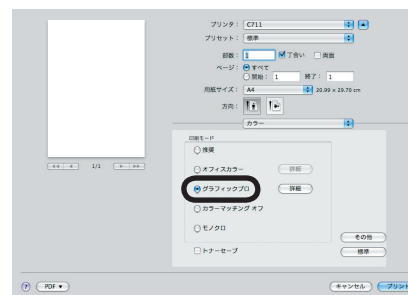 プリンタ： C711
プリセット： 標準
部数： 1 丁合い 両面
ページ： すべて
開始： 1 終了： 1
用紙サイズ： A4 20.99 x 29.70 cm
方向：
カラー
印刷モード
推奨
オフィスカラー 詳細
グラフィックプロ 詳細
カラーマッチング オフ
モノクロ
トナーセーブ
その他
標準
1/1
? PDF キャンセル プリント